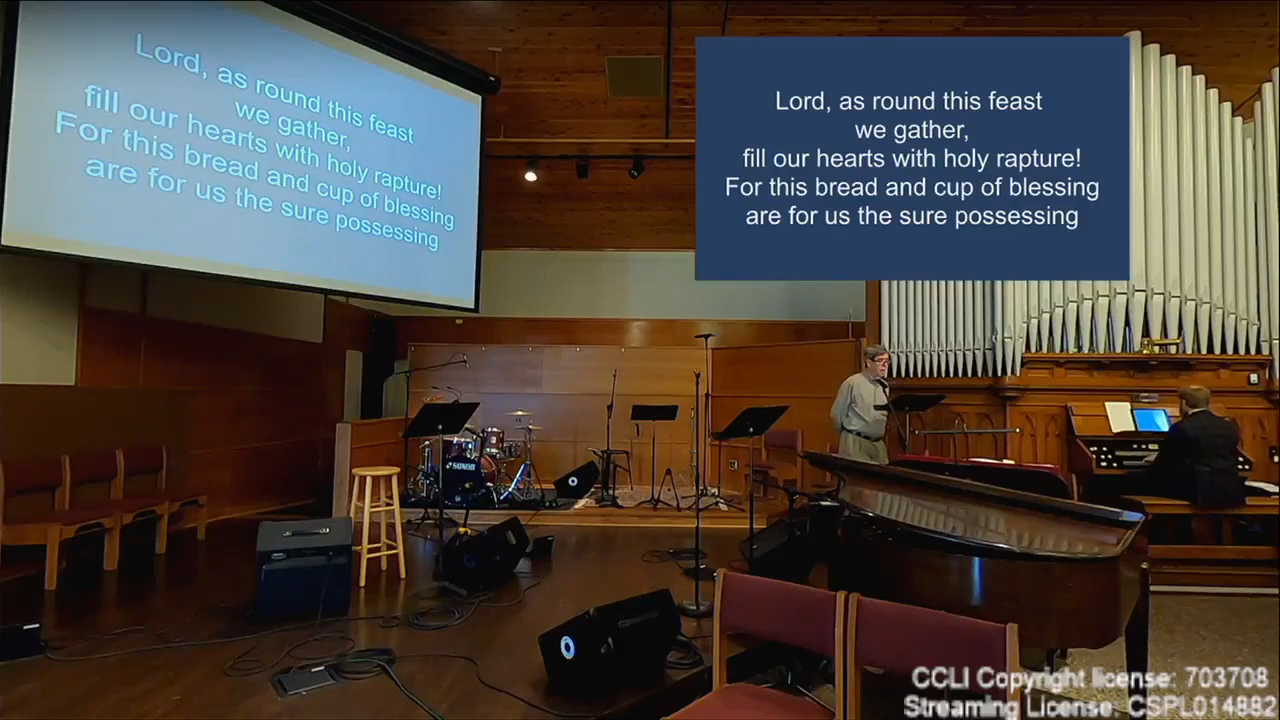 Lord, as round this feast
we gather,
fill our hearts with holy rapture!
For this bread and cup of blessing
are for us the sure possessing
Lord, as round this feast
we gather,
fill our hearts with holy rapture!
For this bread and cup of blessing
are for us the sure possessing
SONOR
CCLI Copyright license: 703708
Streaming License: CSPL014882